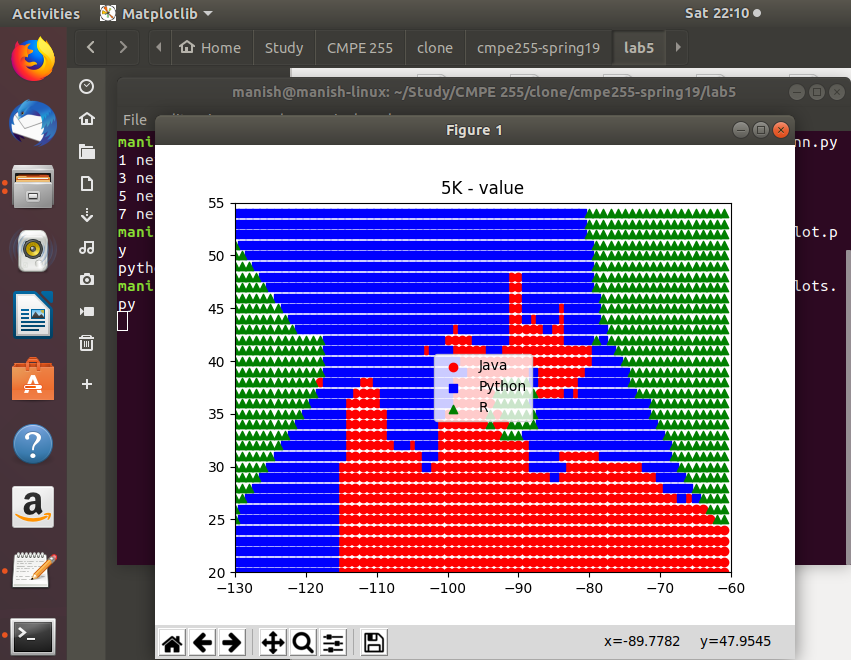 Activities Matplotlib Sat 22:10
Home Study CMPE 255 clone cmpe255-spring19 lab5
manish@manish-linux: ~/Study/CMPE 255/clone/cmpe255-spring19/lab5
File
Figure 1
mani nn.py
1 ne
3 ne
5 ne
7 ne
mani lot.p
y
pyth
mani lots.
py
5K - value
55
50
45
40
35
30
25
20
Java
Python
R
−130 −120 −110 −100 −90 −80 −70 −60
x=-89.7782 y=47.9545